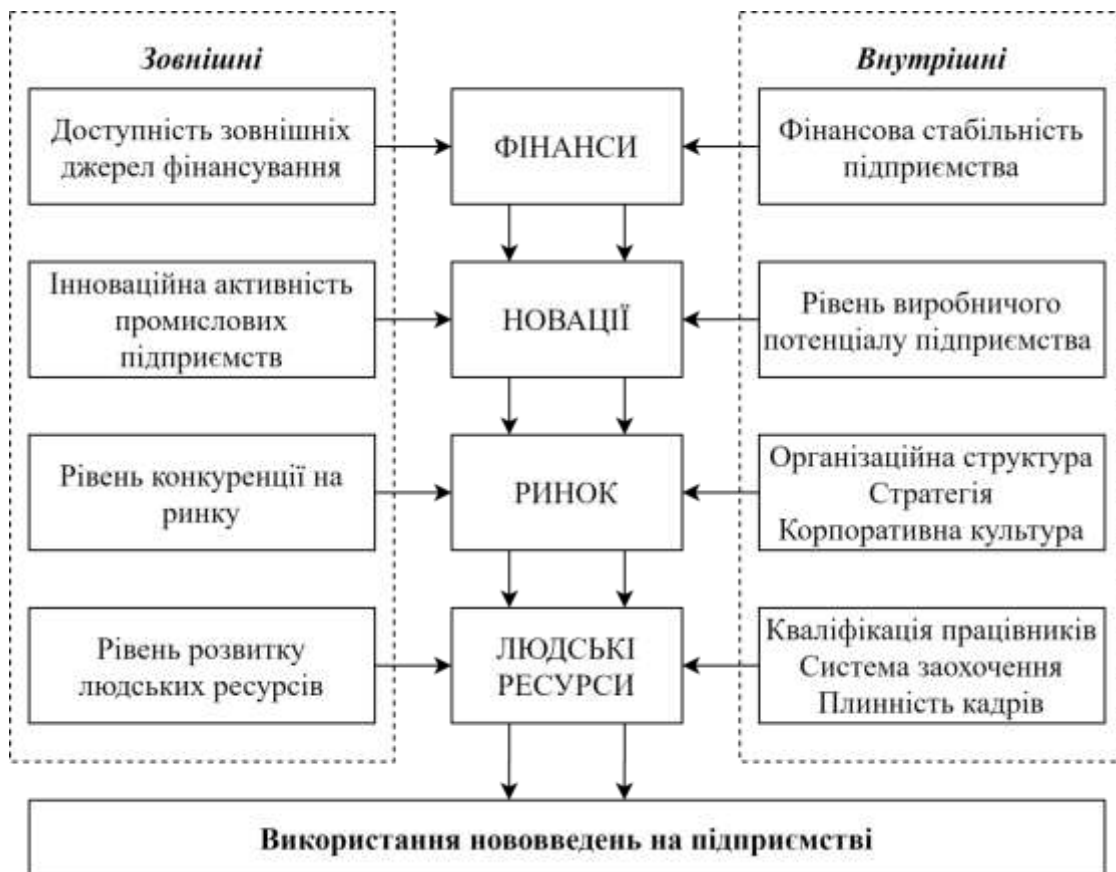 Зовнішні
Внутрішні
Доступність зовнішніх
джерел фінансування
ФІНАНСИ
Фінансова стабільність
підприємства
Інноваційна активність
промислових
підприємств
НОВАЦІЇ
Рівень виробничого
потенціалу підприємства
Рівень конкуренції на
ринку
РИНОК
Організаційна структура
Стратегія
Корпоративна культура
Рівень розвитку
людських ресурсів
ЛЮДСЬКІ
РЕСУРСИ
Кваліфікація працівників
Система заохочення
Плинність кадрів
Використання нововведень на підприємстві